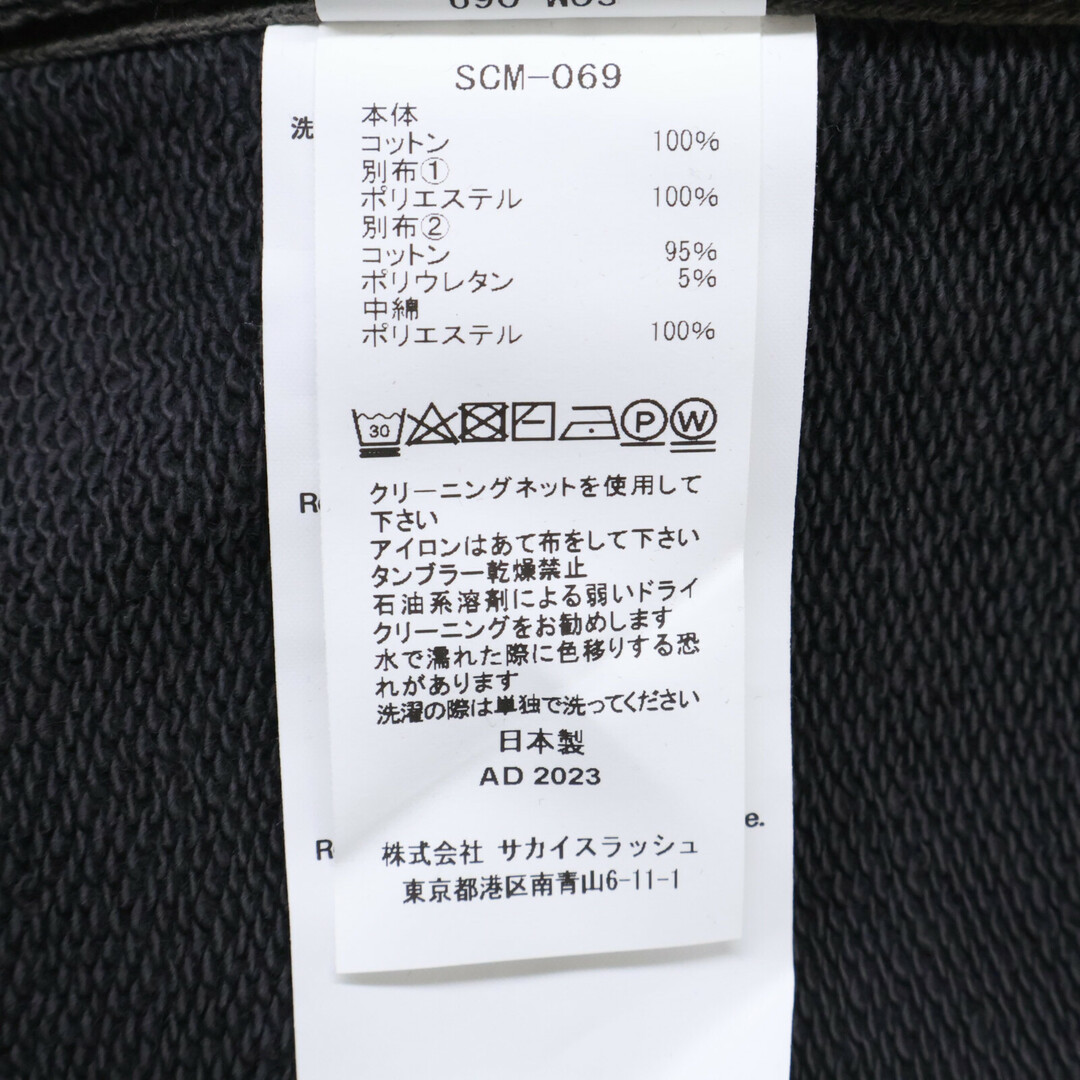 SCM-069
SCM-069
本体
コットン 100%
別布①
ポリエステル 100%
別布②
コットン 95%
ポリウレタン 5%
中綿
ポリエステル 100%
30 P W
クリーニングネットを使用して
下さい
アイロンはあて布をして下さい
タンブラー乾燥禁止
石油系溶剤による弱いドライ
クリーニングをお勧めします
水で濡れた際に色移りする恐
れがあります
洗濯の際は単独で洗ってください
日本製
AD 2023
株式会社 サカイスラッシュ
東京都港区南青山6-11-1
洗
R
e.